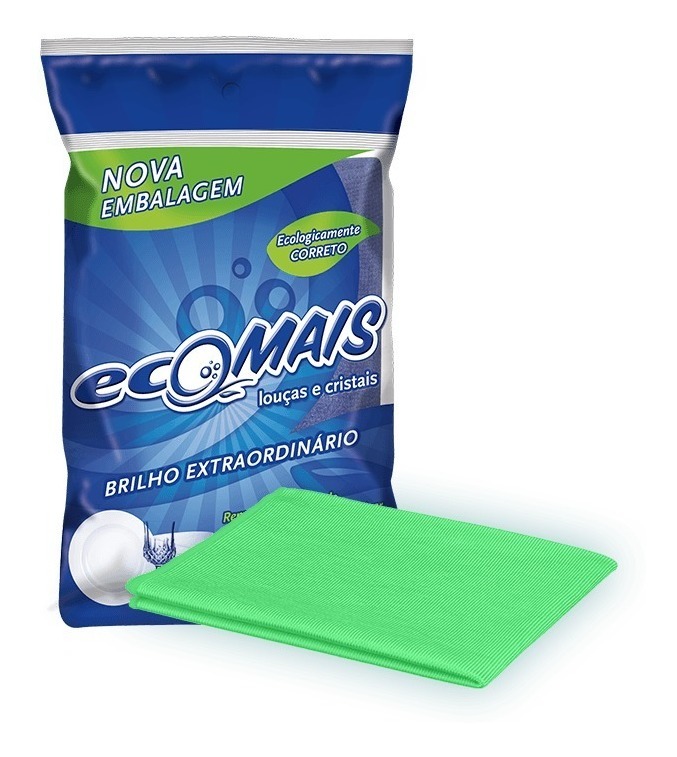 NOVA
EMBALAGEM
Ecologicamente
CORRETO
ecOMAIS
louças e cristais
BRILHO EXTRAORDINÁRIO